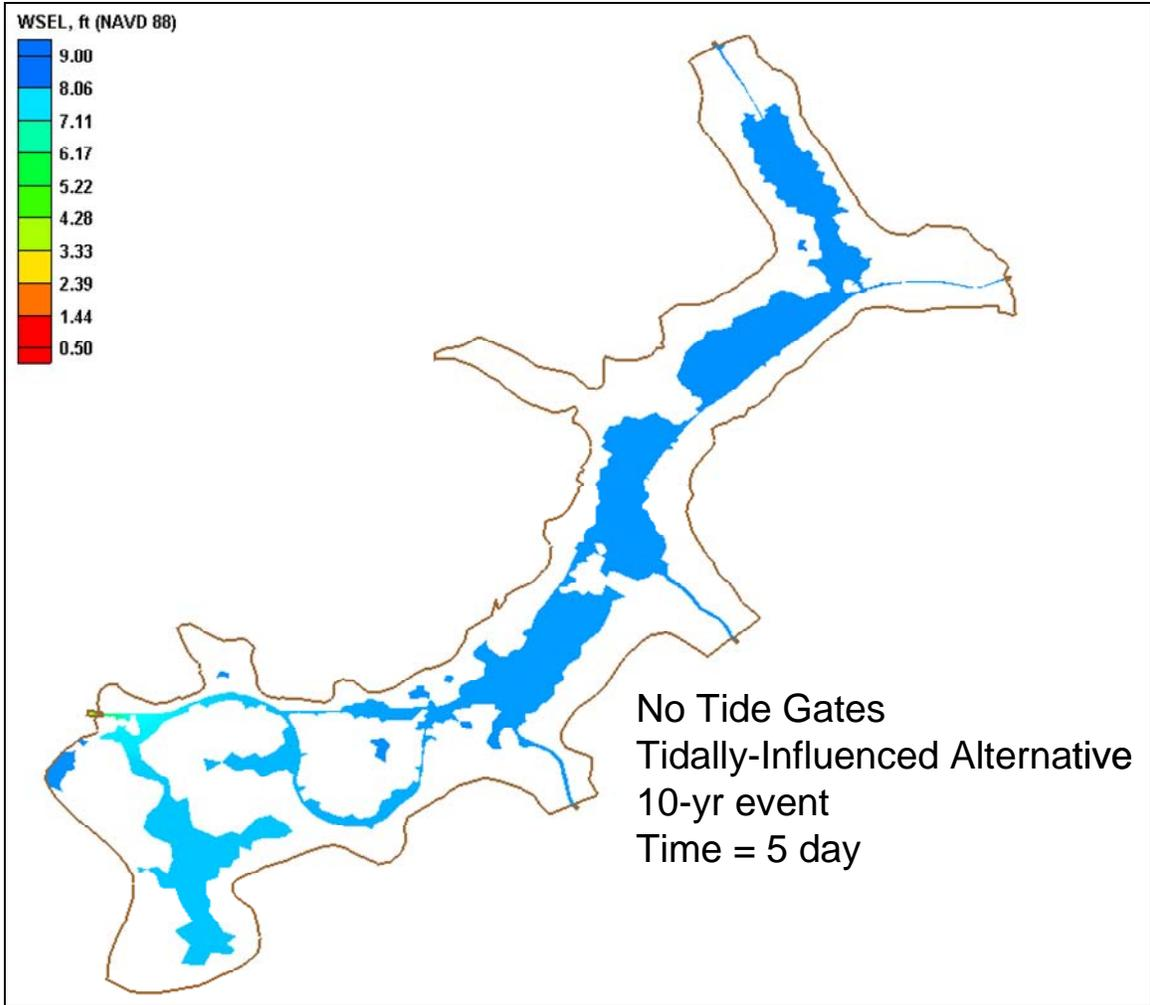 WSEL, ft (NAVD 88)
9.00
8.06
7.11
6.17
5.22
4.28
3.33
2.39
1.44
0.50
No Tide Gates
Tidally-Influenced Alternative
10-yr event
Time = 5 day